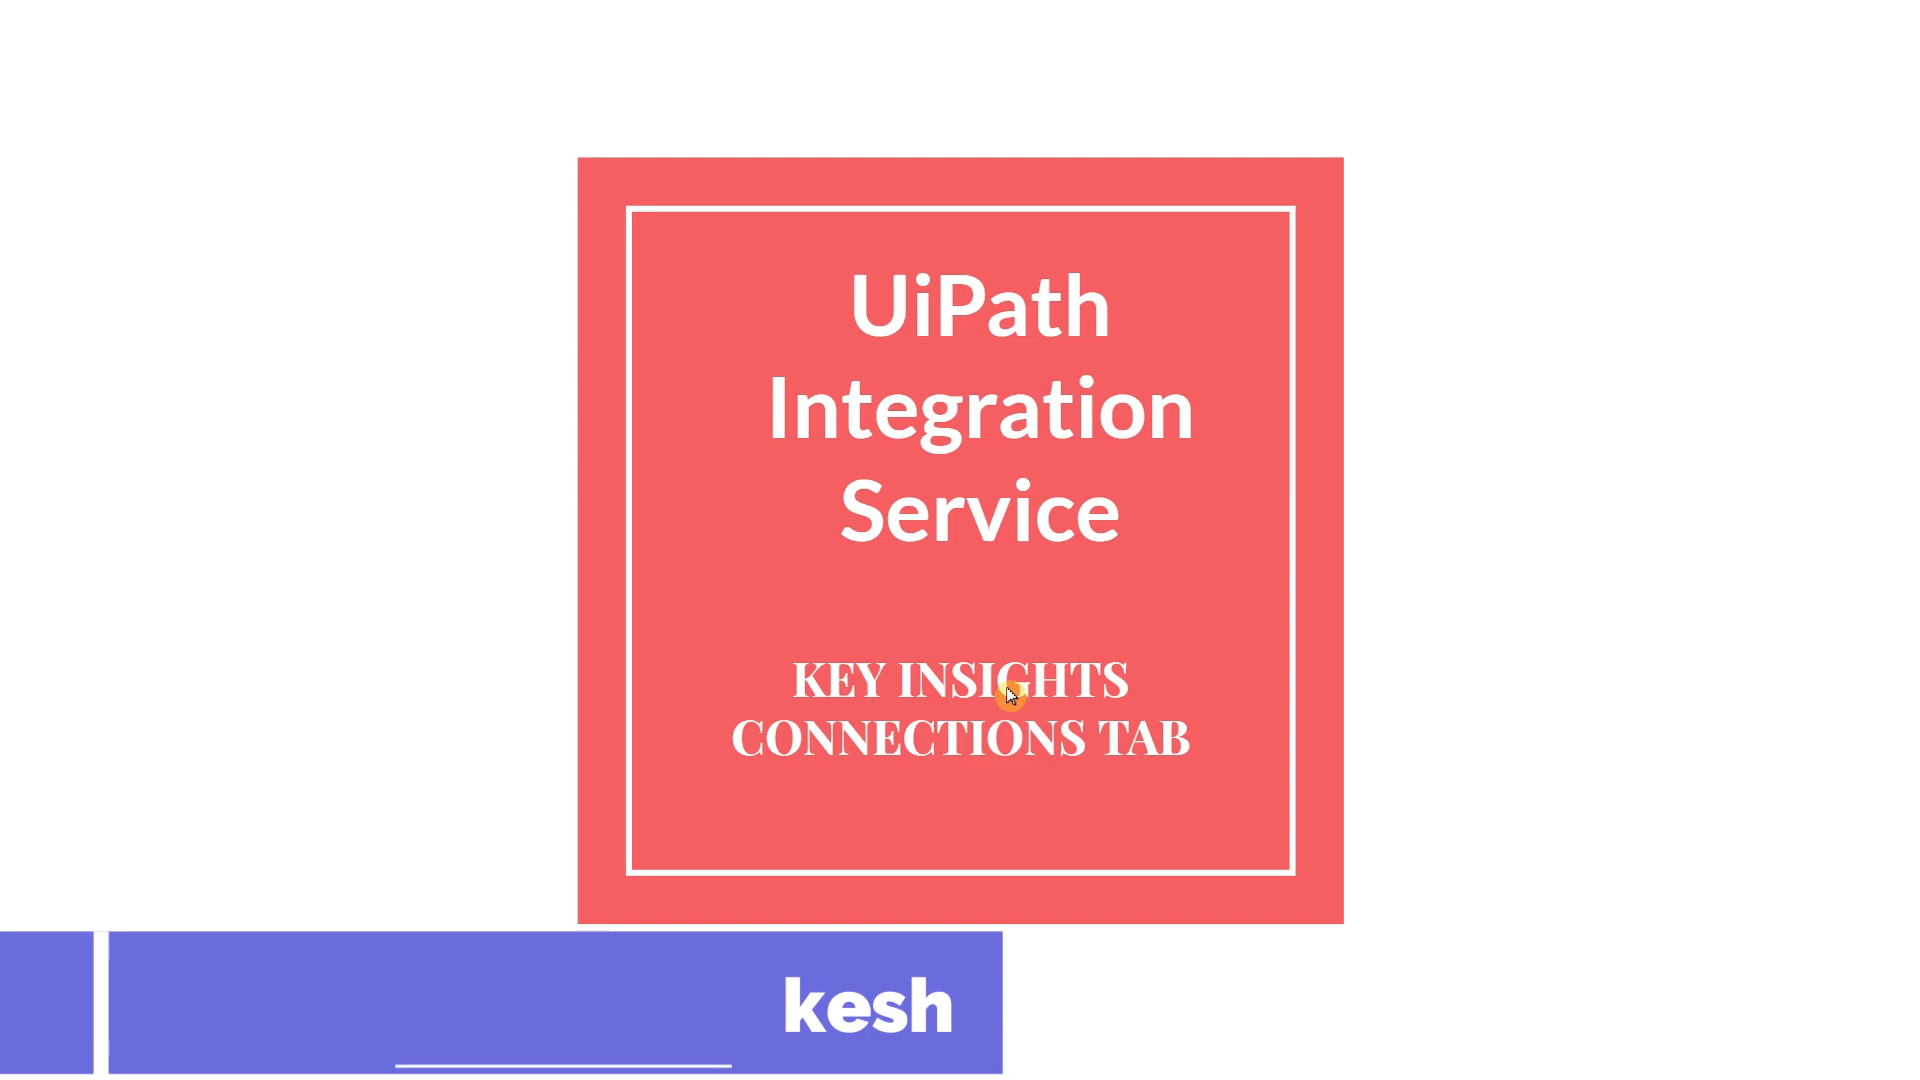 UiPath
Integration
Service
KEY INSIGHTS
CONNECTIONS TAB
kesh